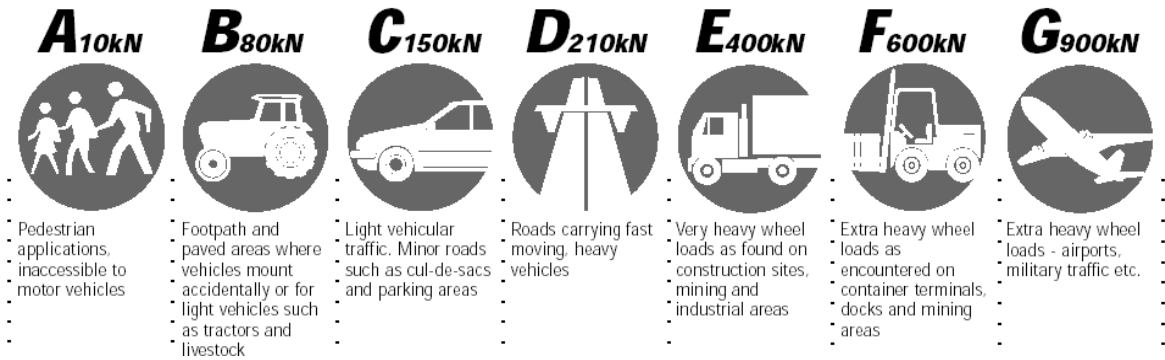 A10kN B80kN C150kN D210kN E400kN F600kN G900kN
Pedestrian
applications,
inaccessible to
motor vehicles
Footpath and
paved areas where
vehicles mount
accidentally or for
light vehicles such
as tractors and
livestock
Light vehicular
traffic. Minor roads
such as cul-de-sacs
and parking areas
Roads carrying fast
moving, heavy
vehicles
Very heavy wheel
loads as found on
construction sites,
mining and
industrial areas
Extra heavy wheel
loads as
encountered on
container terminals,
docks and mining
areas
Extra heavy wheel
loads - airports,
military traffic etc.